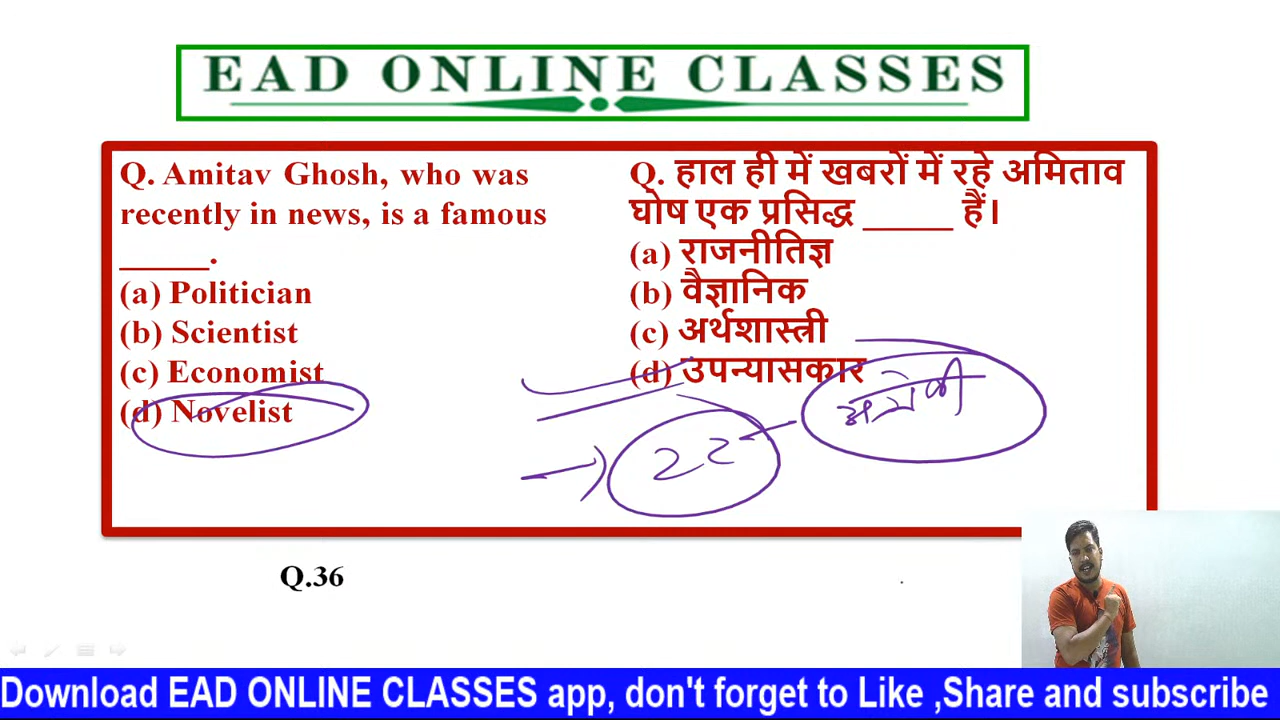 EAD ONLINE CLASSES
Q. Amitav Ghosh, who was
recently in news, is a famous
_____.
(a) Politician
(b) Scientist
(c) Economist
(d) Novelist
Q. हाल ही में खबरों में रहे अमिताव
घोष एक प्रसिद्ध _____ हैं।
(a) राजनीतिज्ञ
(b) वैज्ञानिक
(c) अर्थशास्त्री
(d) उपन्यासकार
22
Q.36
Download EAD ONLINE CLASSES app, don't forget to Like ,Share and subscribe